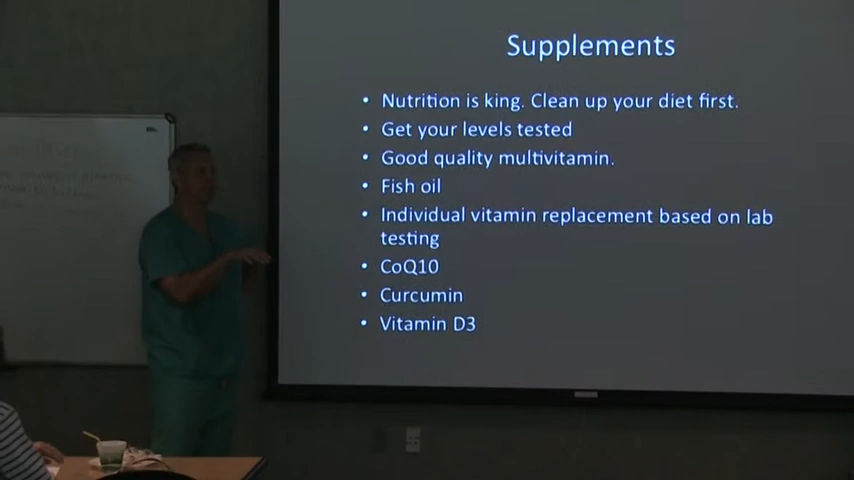 Supplements
• Nutrition is king. Clean up your diet first.
• Get your levels tested
• Good quality multivitamin.
• Fish oil
• Individual vitamin replacement based on lab
testing
• CoQ10
• Curcumin
• Vitamin D3